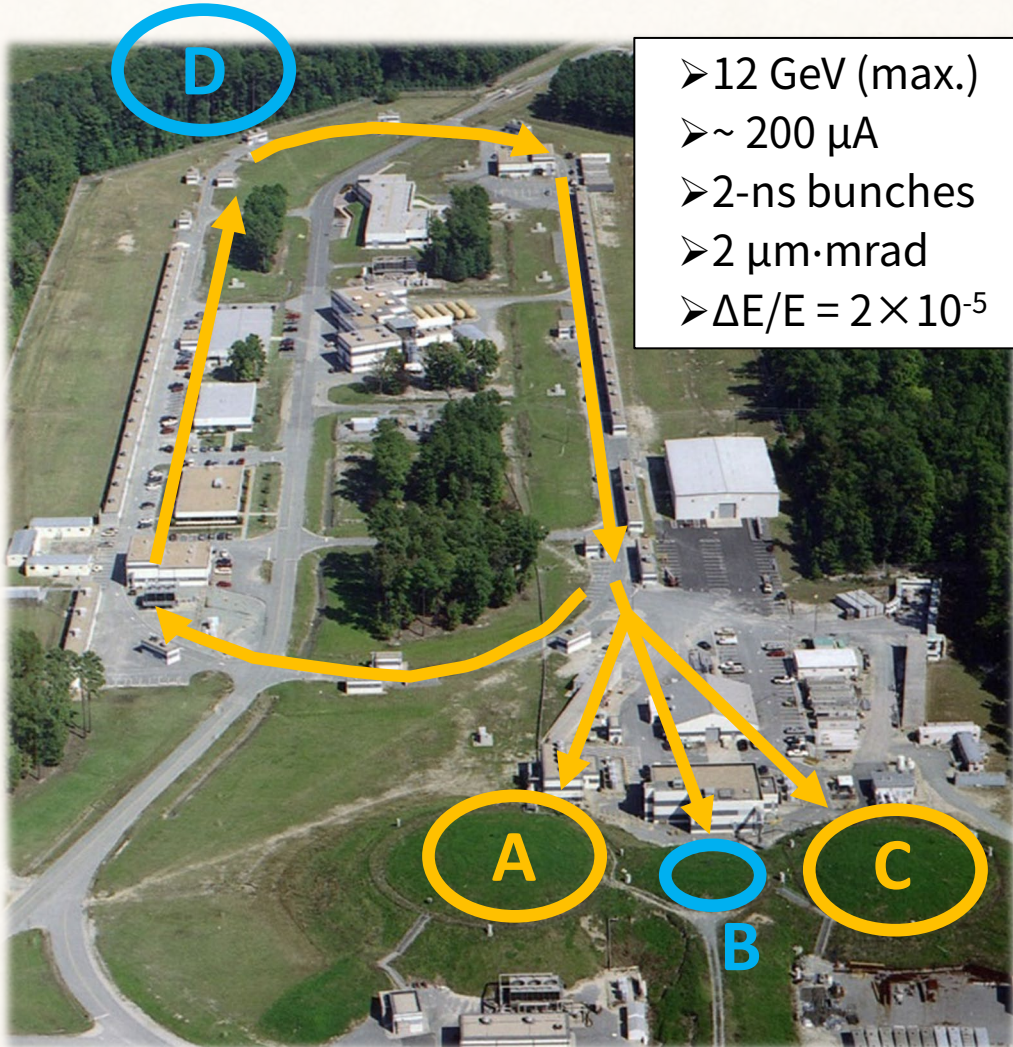 D
➤12 GeV (max.)
➤~ 200 µA
➤2-ns bunches
➤2 µm·mrad
➤ΔE/E = 2×10⁻⁵
A
C
B